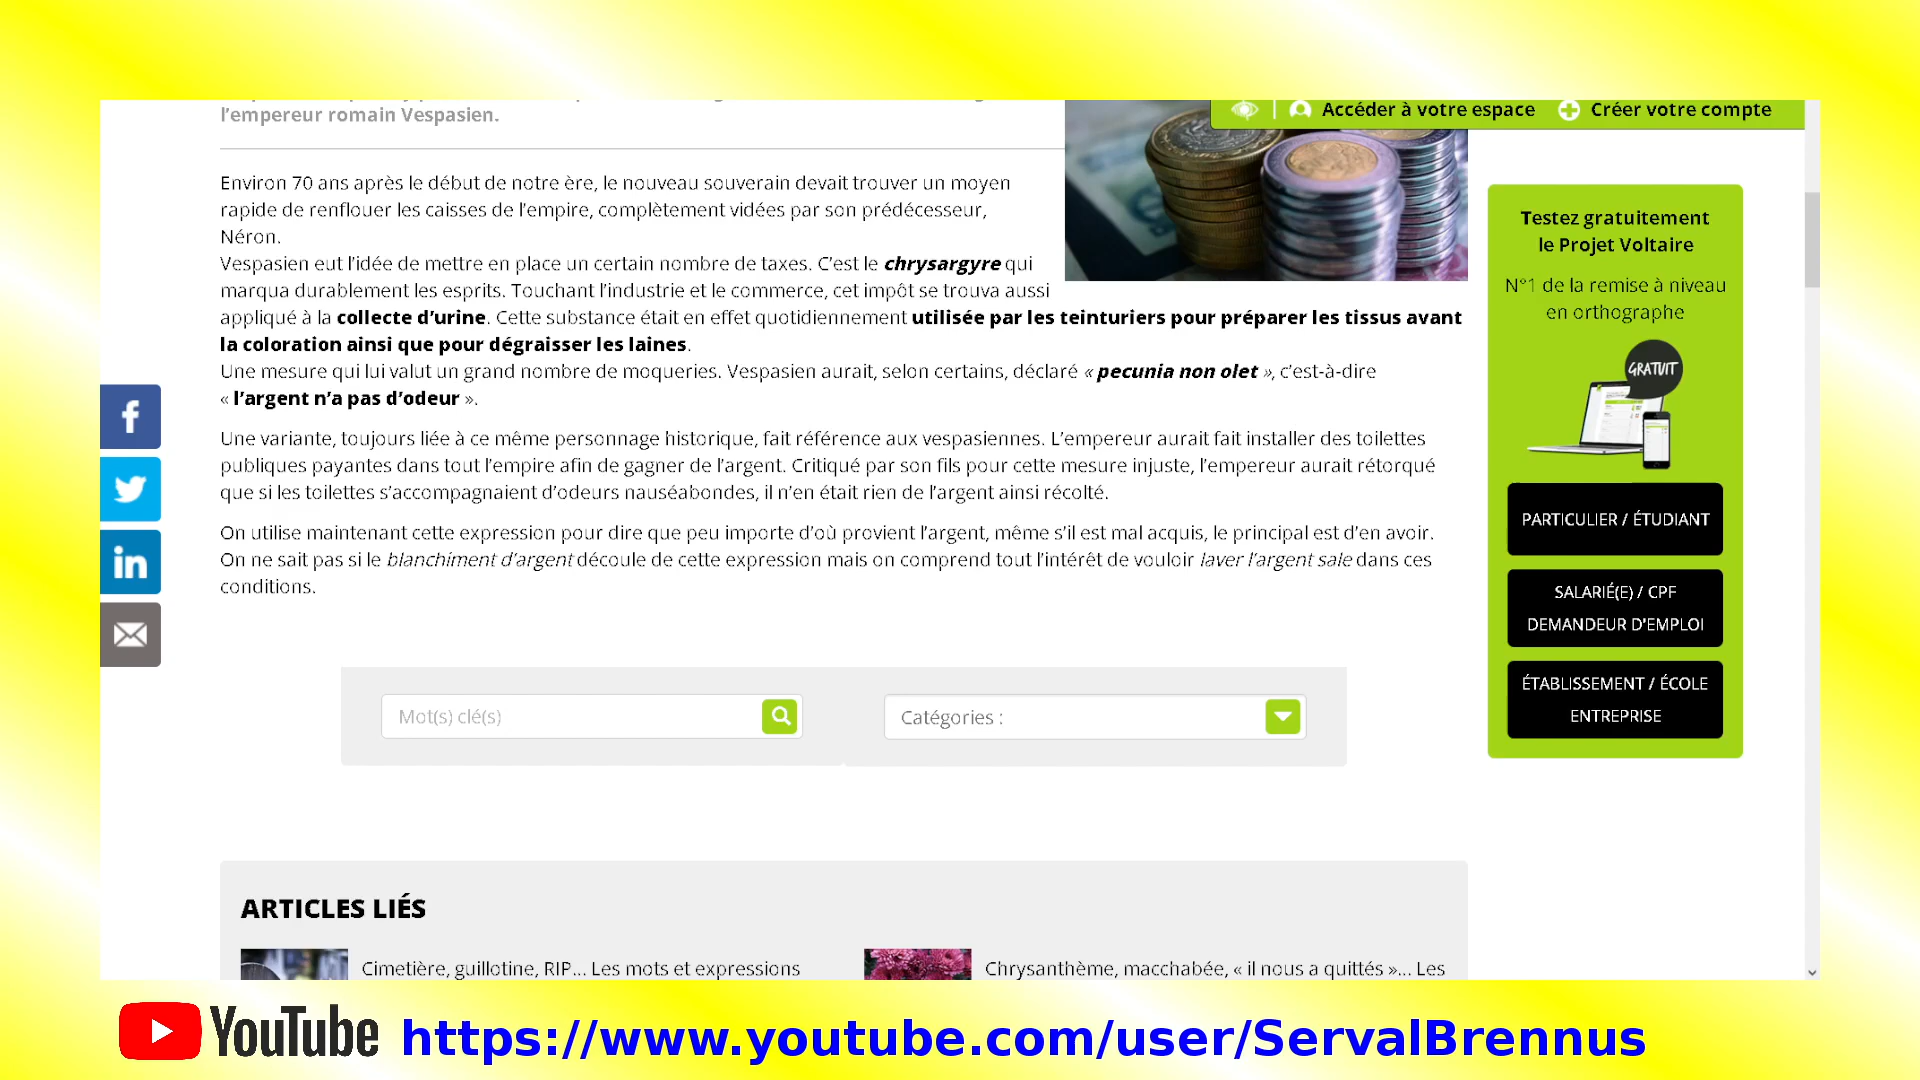 l’empereur romain Vespasien.
Accéder à votre espace
Créer votre compte
Environ 70 ans après le début de notre ère, le nouveau souverain devait trouver un moyen
rapide de renflouer les caisses de l’empire, complètement vidées par son prédécesseur,
Néron.
Vespasien eut l’idée de mettre en place un certain nombre de taxes. C’est le chrysargyre qui
marqua durablement les esprits. Touchant l’industrie et le commerce, cet impôt se trouva aussi
appliqué à la collecte d’urine. Cette substance était en effet quotidiennement utilisée par les teinturiers pour préparer les tissus avant
la coloration ainsi que pour dégraisser les laines.
Une mesure qui lui valut un grand nombre de moqueries. Vespasien aurait, selon certains, déclaré « pecunia non olet », c’est-à-dire
« l’argent n’a pas d’odeur ».
Une variante, toujours liée à ce même personnage historique, fait référence aux vespasiennes. L’empereur aurait fait installer des toilettes
publiques payantes dans tout l’empire afin de gagner de l’argent. Critiqué par son fils pour cette mesure injuste, l’empereur aurait rétorqué
que si les toilettes s’accompagnaient d’odeurs nauséabondes, il n’en était rien de l’argent ainsi récolté.
On utilise maintenant cette expression pour dire que peu importe d’où provient l’argent, même s’il est mal acquis, le principal est d’en avoir.
On ne sait pas si le blanchiment d’argent découle de cette expression mais on comprend tout l’intérêt de vouloir laver l’argent sale dans ces
conditions.
Mot(s) clé(s)
Catégories :
Testez gratuitement
le Projet Voltaire
N°1 de la remise à niveau
en orthographe
GRATUIT
PARTICULIER / ÉTUDIANT
SALARIÉ(E) / CPF
DEMANDEUR D'EMPLOI
ÉTABLISSEMENT / ÉCOLE
ENTREPRISE
ARTICLES LIÉS
Cimetière, guillotine, RIP… Les mots et expressions
Chrysanthème, macchabée, « il nous a quittés »… Les
YouTube https://www.youtube.com/user/ServalBrennus